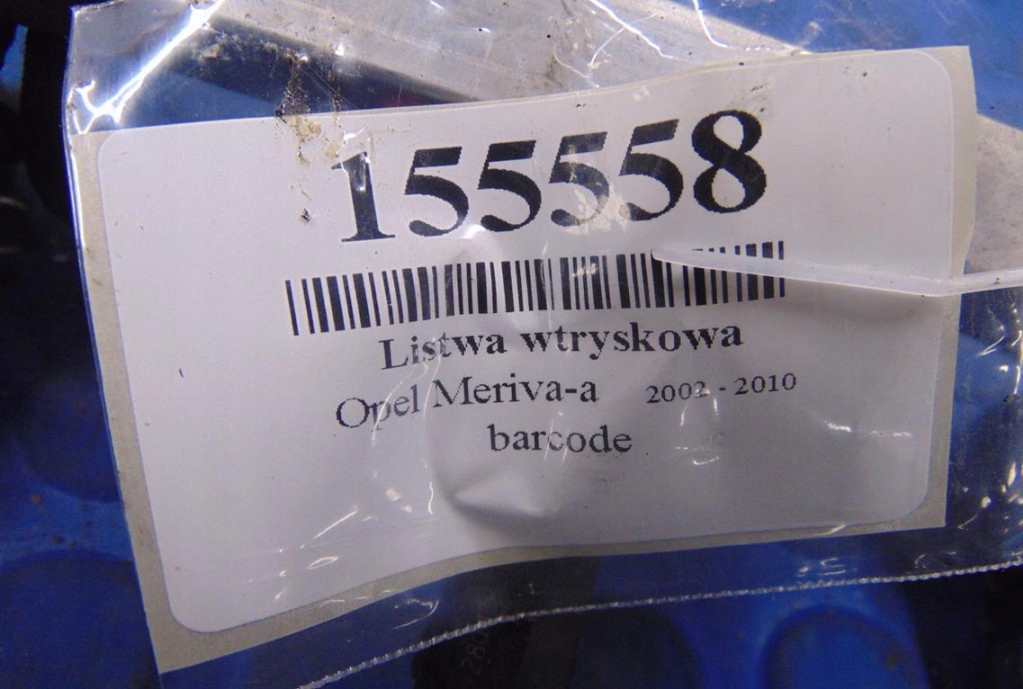 155558
Listwa wtryskowa
Opel Meriva-a 2002 - 2010
barcode